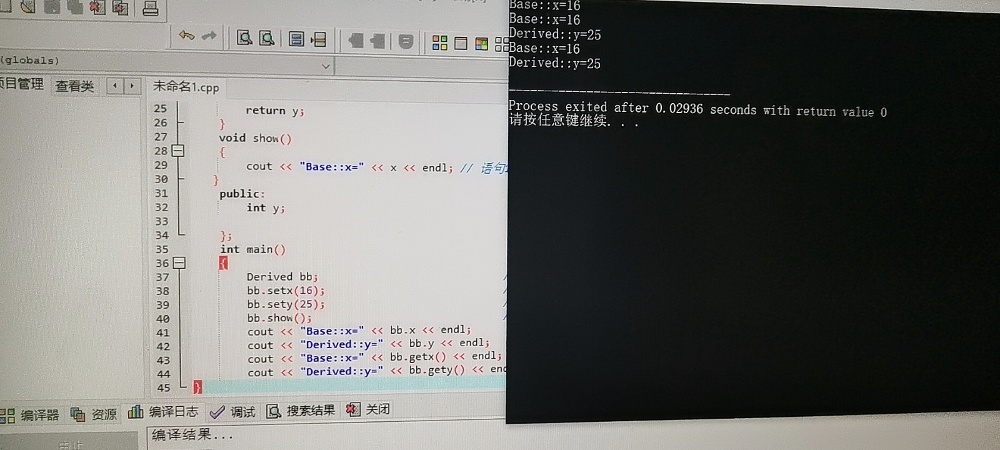 (globals)
项目管理 查看类
未命名1.cpp
25 return y;
26 }
27 void show()
28 {
29 cout << "Base::x=" << x << endl; // 语句
30 }
31 public:
32 int y;
33
34 };
35 int main()
36 {
37 Derived bb;
38 bb.setx(16);
39 bb.sety(25);
40 bb.show();
41 cout << "Base::x=" << bb.x << endl;
42 cout << "Derived::y=" << bb.y << endl;
43 cout << "Base::x=" << bb.getx() << endl;
44 cout << "Derived::y=" << bb.gety() << end
45 }
编译器 资源 编译日志 调试 搜索结果 关闭
编译结果...
Base::x=16
Base::x=16
Derived::y=25
Base::x=16
Derived::y=25
--------------------------------
Process exited after 0.02936 seconds with return value 0
请按任意键继续. . .